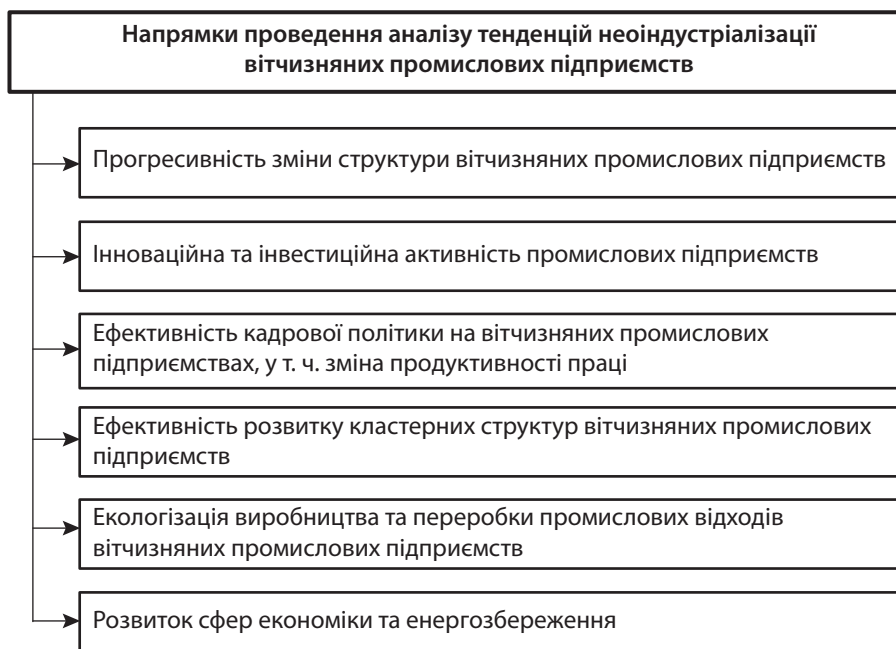 Напрямки проведення аналізу тенденцій неоіндустріалізації
вітчизняних промислових підприємств
Прогресивність зміни структури вітчизняних промислових підприємств
Інноваційна та інвестиційна активність промислових підприємств
Ефективність кадрової політики на вітчизняних промислових
підприємствах, у т. ч. зміна продуктивності праці
Ефективність розвитку кластерних структур вітчизняних промислових
підприємств
Екологізація виробництва та переробки промислових відходів
вітчизняних промислових підприємств
Розвиток сфер економіки та енергозбереження